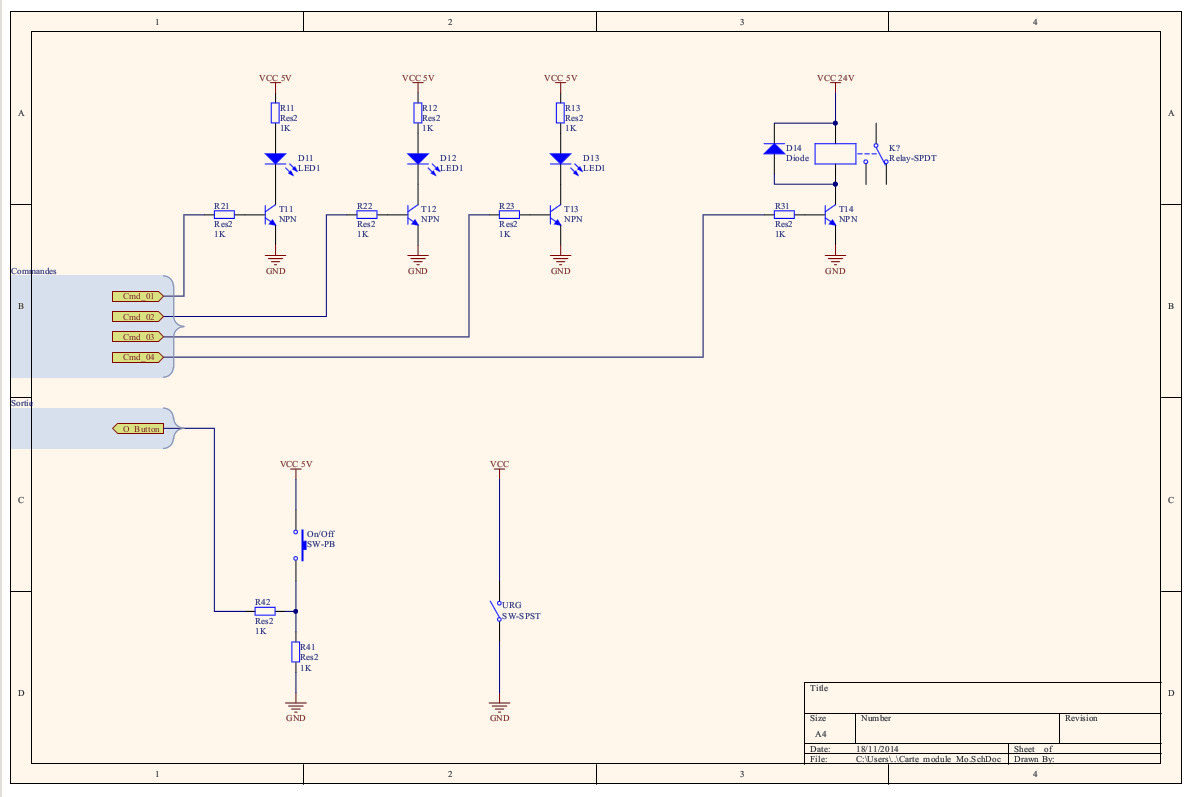 1 2 3 4
A A
VCC 5V VCC 5V VCC 5V VCC 24V
R11
Res2
1K
R12
Res2
1K
R13
Res2
1K
D11
LED1
D12
LED1
D13
LED1
D14
Diode
K?
Relay-SPDT
R21
Res2
1K
T11
NPN
R22
Res2
1K
T12
NPN
R23
Res2
1K
T13
NPN
R31
Res2
1K
T14
NPN
GND GND GND GND
Commandes
B B
Cmd_01
Cmd_02
Cmd_03
Cmd_04
Sortie
O_Button
VCC 5V VCC
C C
On/Off
SW-PB
R42
Res2
1K
URG
SW-SPST
R41
Res2
1K
GND GND
D D
Title
Size Number Revision
A4
Date: 18/11/2014 Sheet of
File: C:\Users\..\Carte module_Mo.SchDoc Drawn By:
1 2 3 4